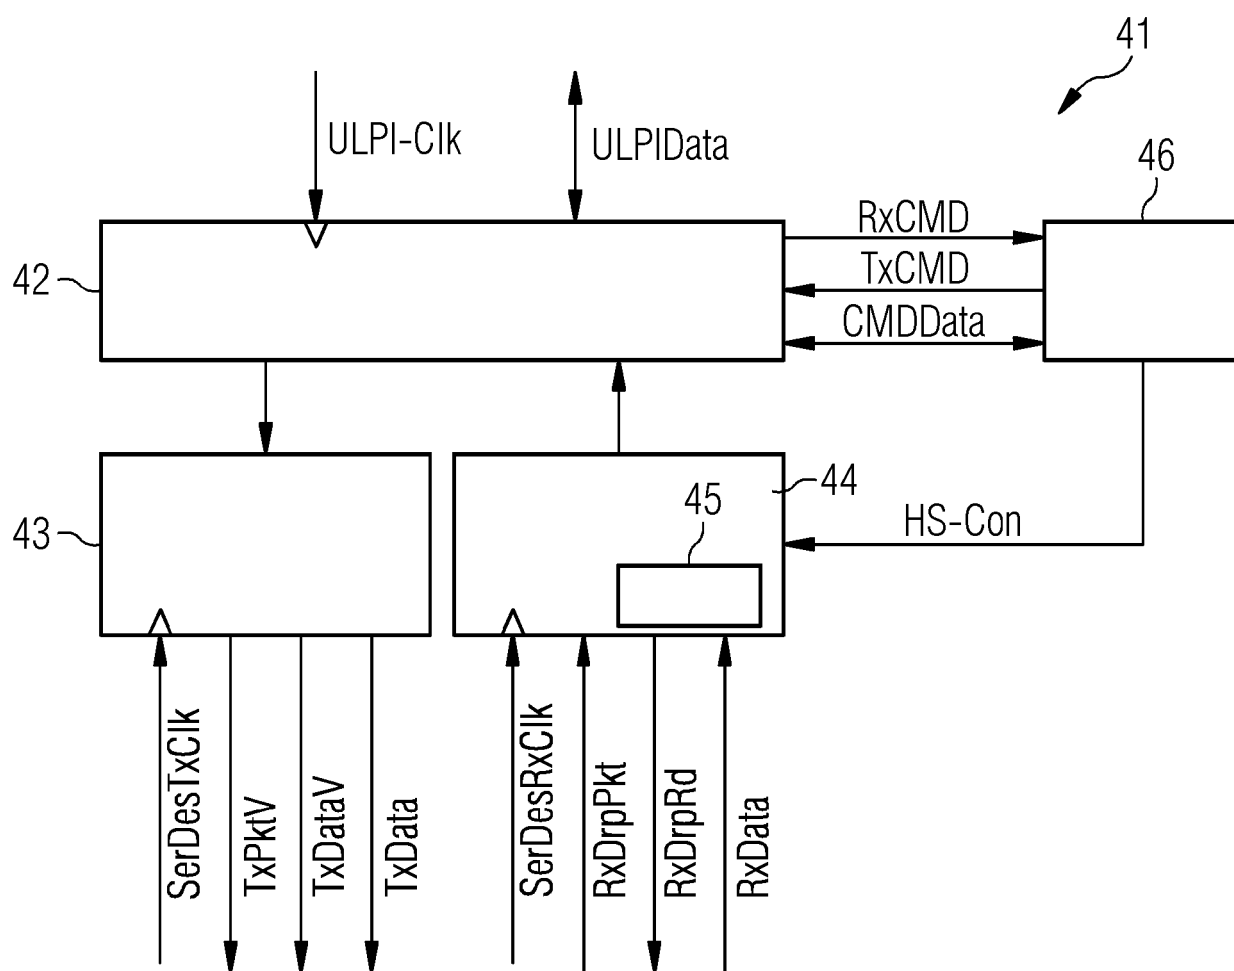 41
ULPI-Clk
ULPIData
46
RxCMD
42
TxCMD
CMDData
44
45
43
HS-Con
SerDesTxClk
TxPktV
TxDataV
TxData
SerDesRxClk
RxDrpPkt
RxDrpRd
RxData